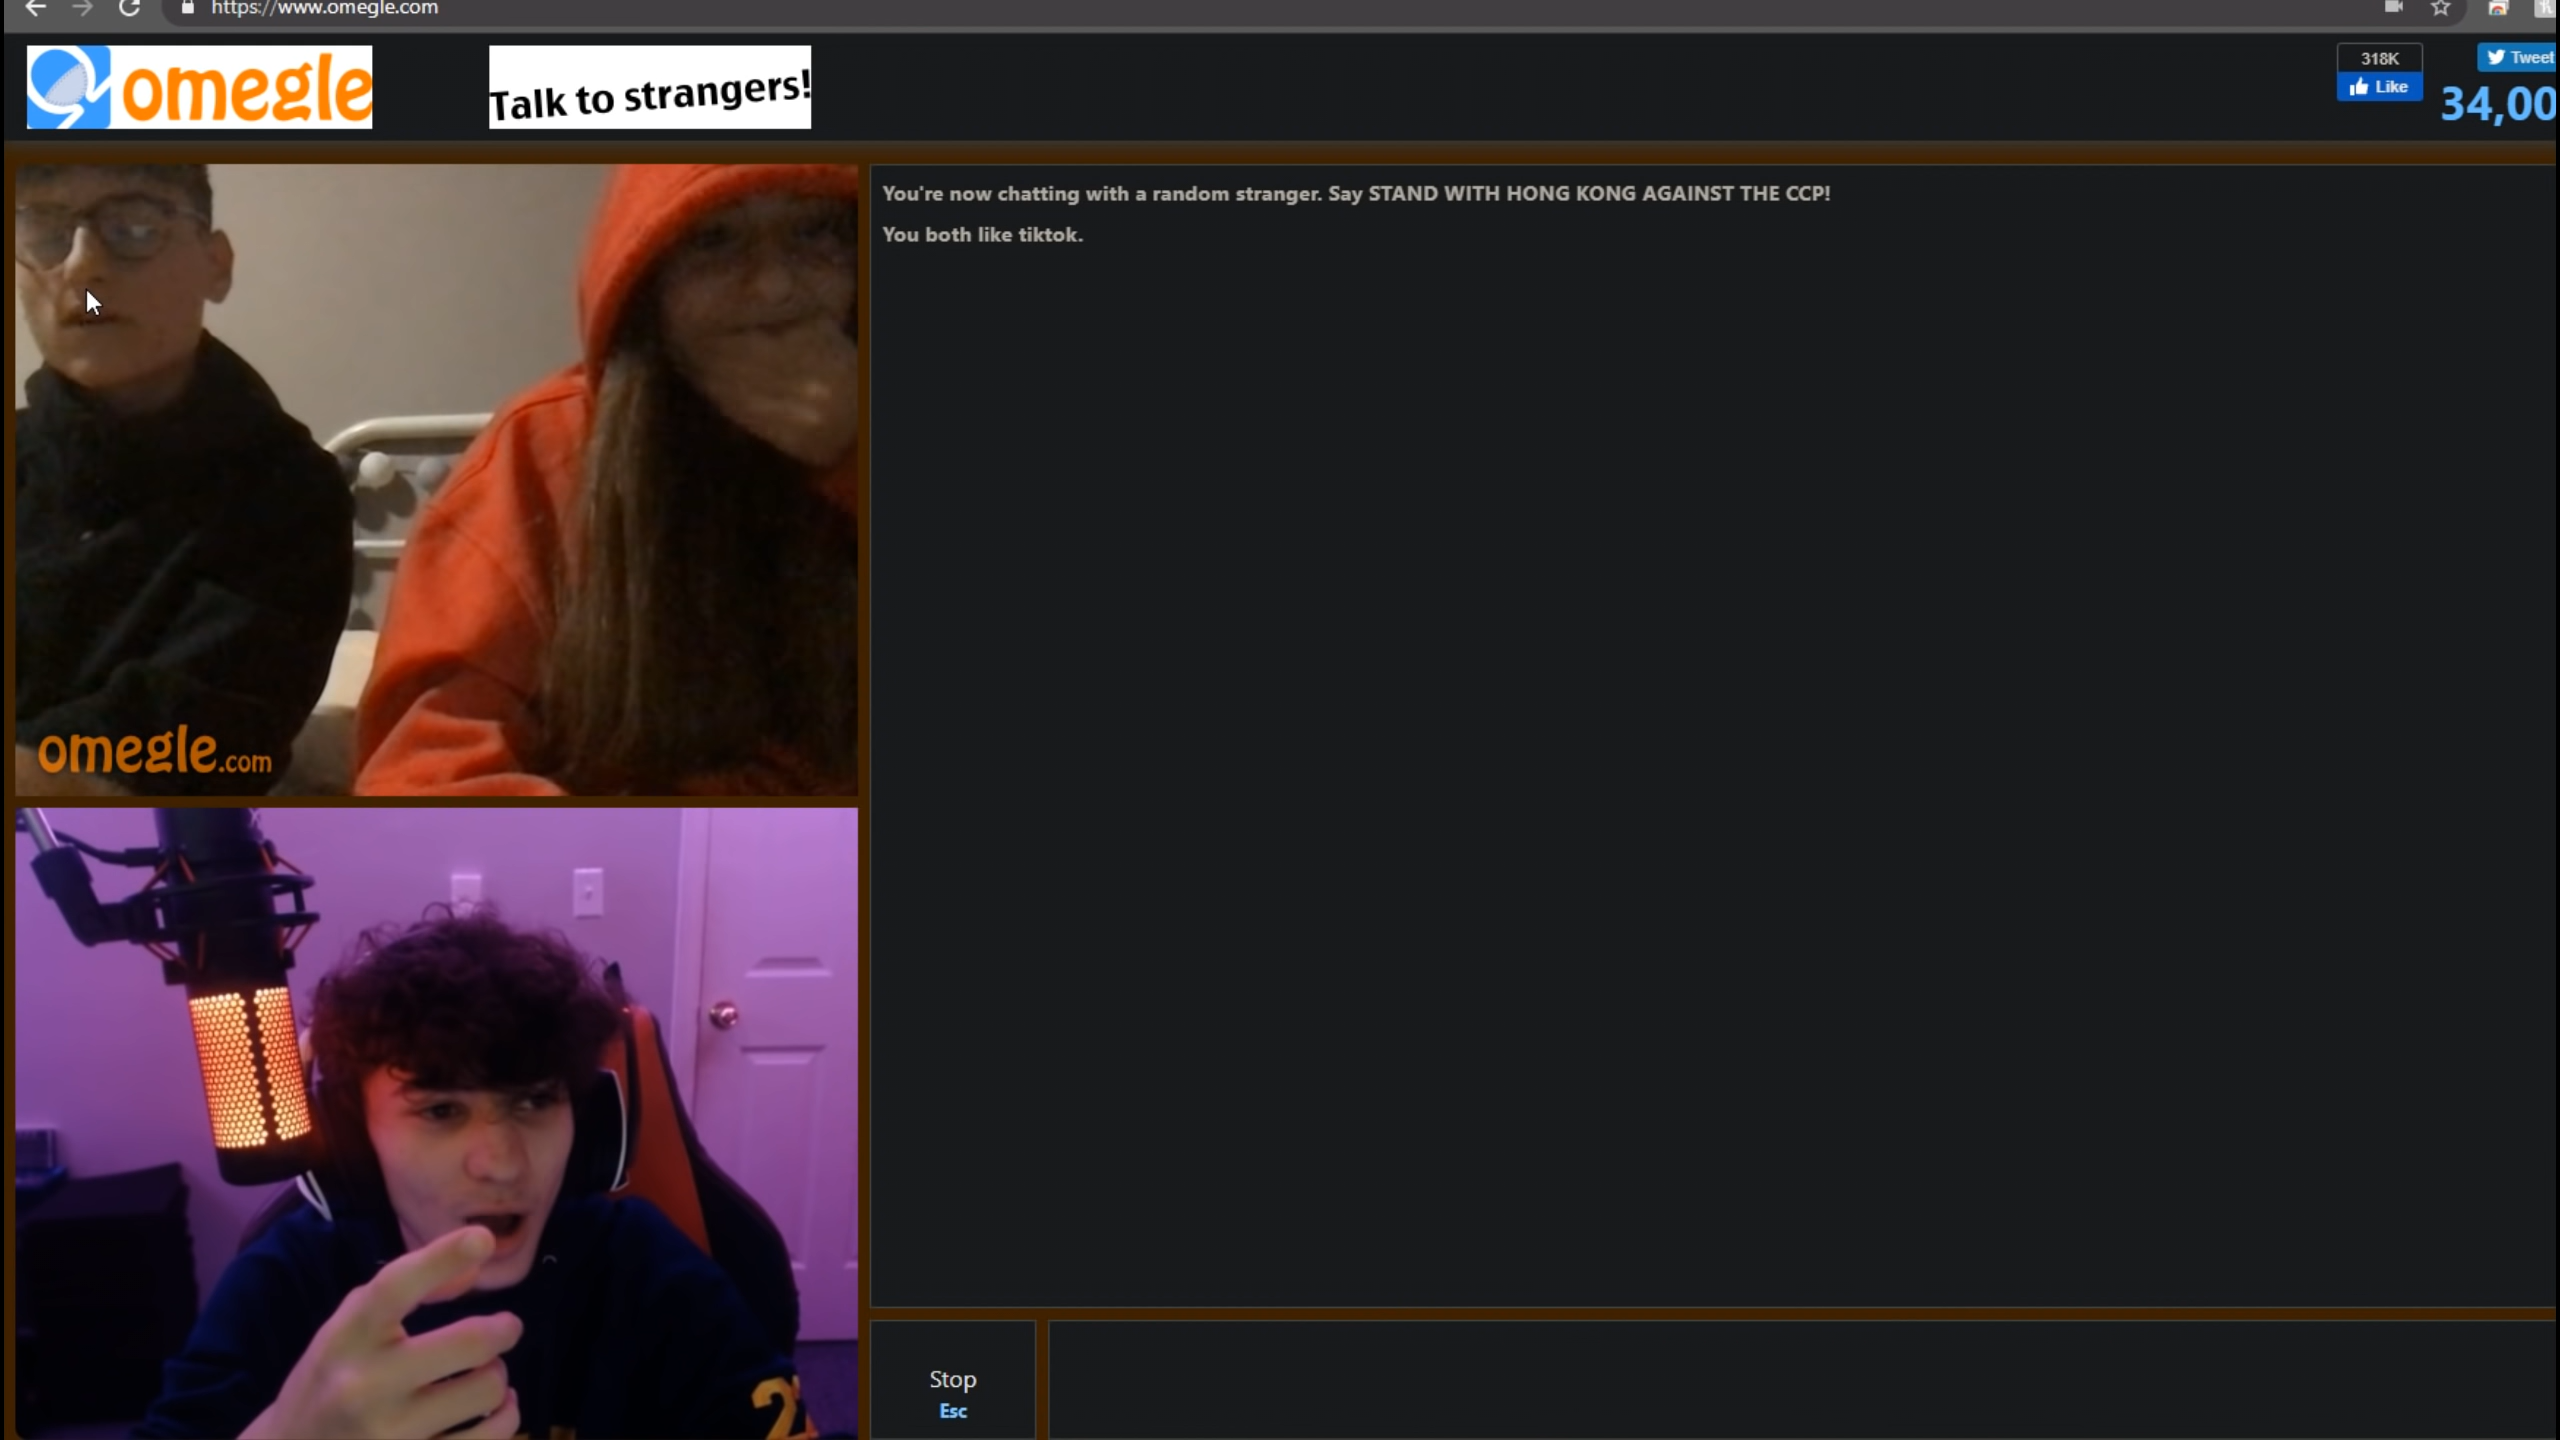 https://www.omegle.com
omegle
Talk to strangers!
318K
Like
Tweet
34,00
You're now chatting with a random stranger. Say STAND WITH HONG KONG AGAINST THE CCP!
You both like tiktok.
omegle.com
Stop
Esc